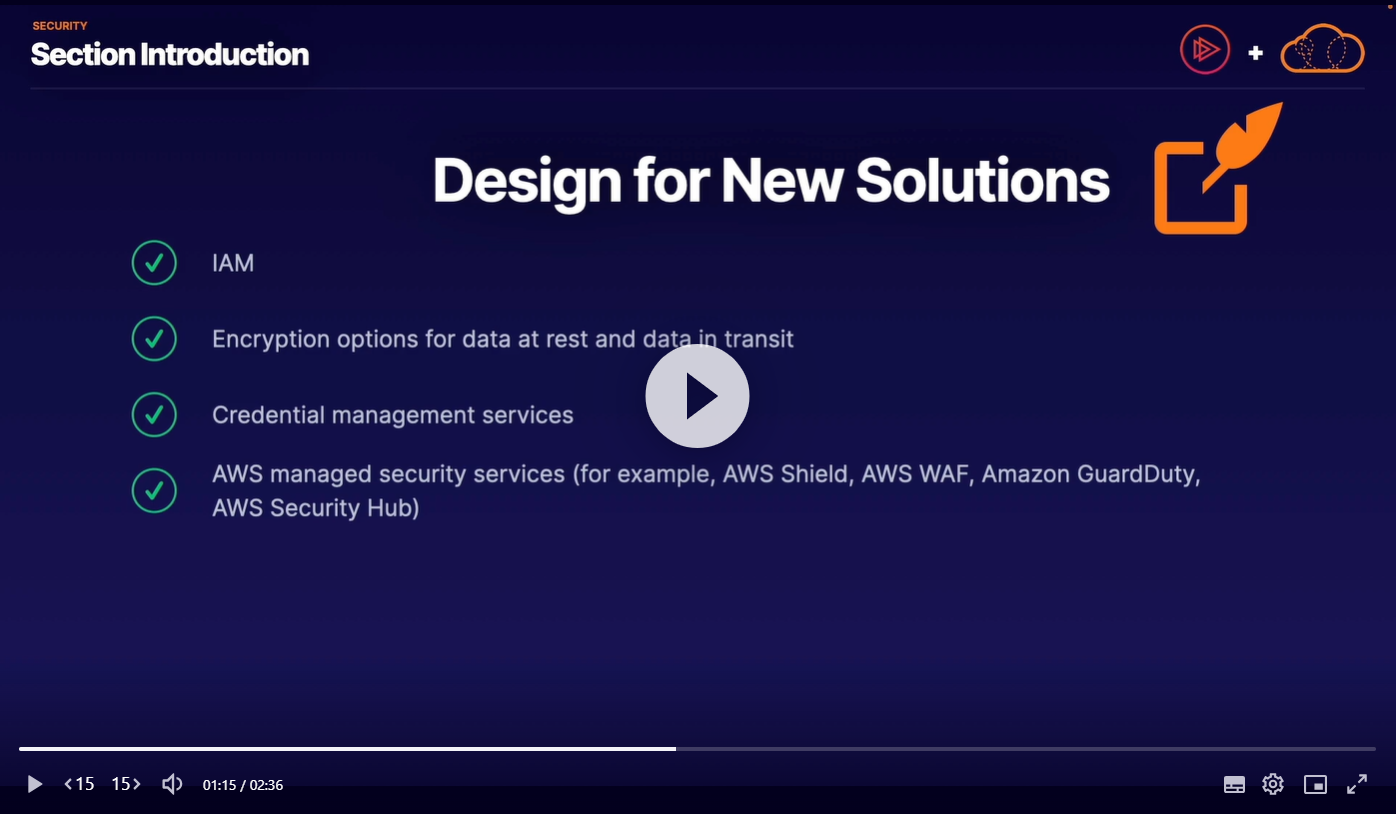 SECURITY
Section Introduction
+
Design for New Solutions
IAM
Encryption options for data at rest and data in transit
Credential management services
AWS managed security services (for example, AWS Shield, AWS WAF, Amazon GuardDuty,
AWS Security Hub)
15 15 01:15 / 02:36